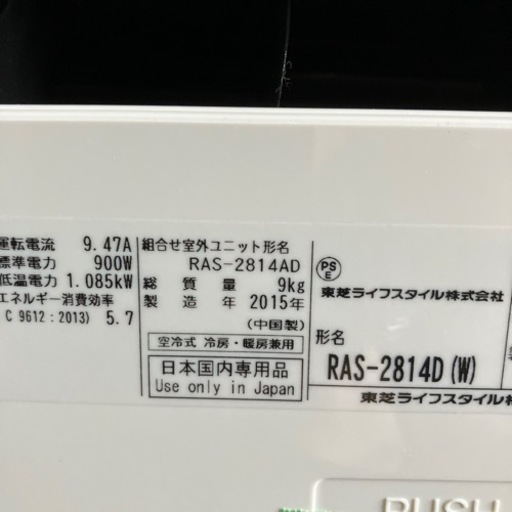 運転電流 9.47A
標準電力 900W
低温電力 1.085kW
エネルギー消費効率
C 9612:2013) 5.7
組合せ室外ユニット形名
RAS-2814AD
総質量 9kg
製造年 2015年
(中国製)
空冷式 冷房・暖房兼用
日本国内専用品
Use only in Japan
PSE
東芝ライフスタイル株式会社
形名
RAS-2814D(W)
東芝ライフスタイル株
PUSH